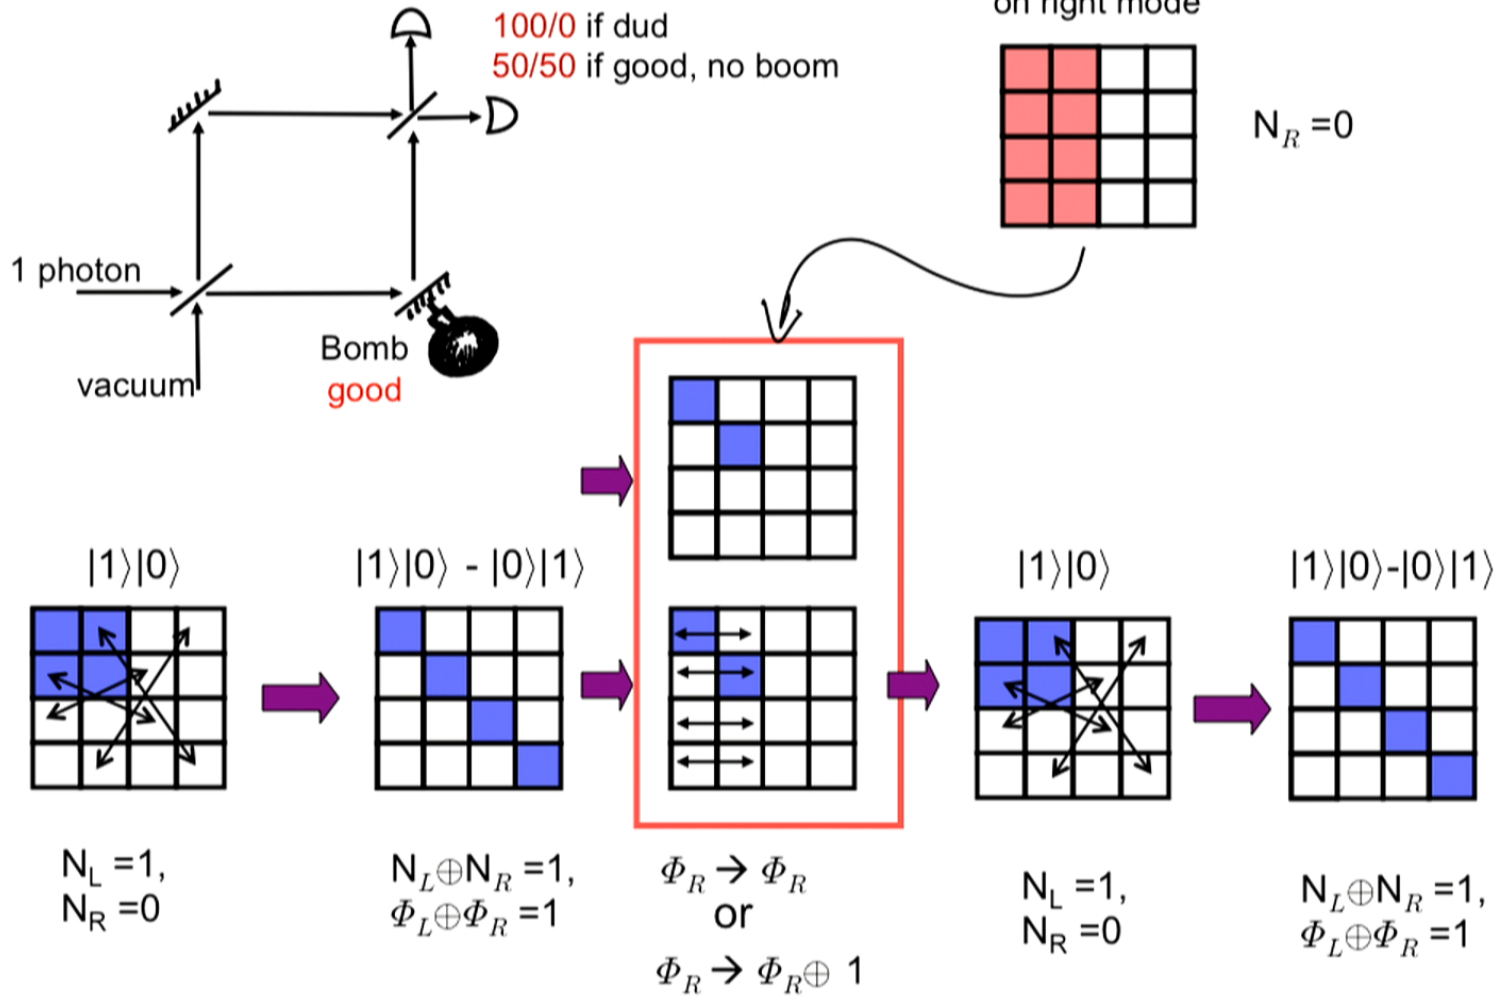 on right mode
100/0 if dud
50/50 if good, no boom
N_R =0
1 photon
Bomb
good
vacuum
|1⟩|0⟩
|1⟩|0⟩ - |0⟩|1⟩
|1⟩|0⟩
|1⟩|0⟩-|0⟩|1⟩
N_L =1,
N_R =0
N_L⊕N_R =1,
Φ_L⊕Φ_R =1
Φ_R → Φ_R
or
Φ_R → Φ_R⊕ 1
N_L =1,
N_R =0
N_L⊕N_R =1,
Φ_L⊕Φ_R =1